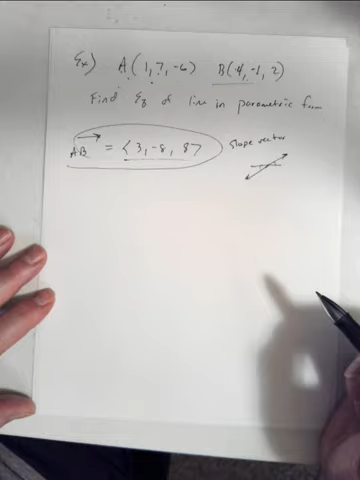 Ex) A(1, 7, -6) B(4, -1, 2)
Find Eq of line in parametric form
AB = <3, -8, 8> slope vector